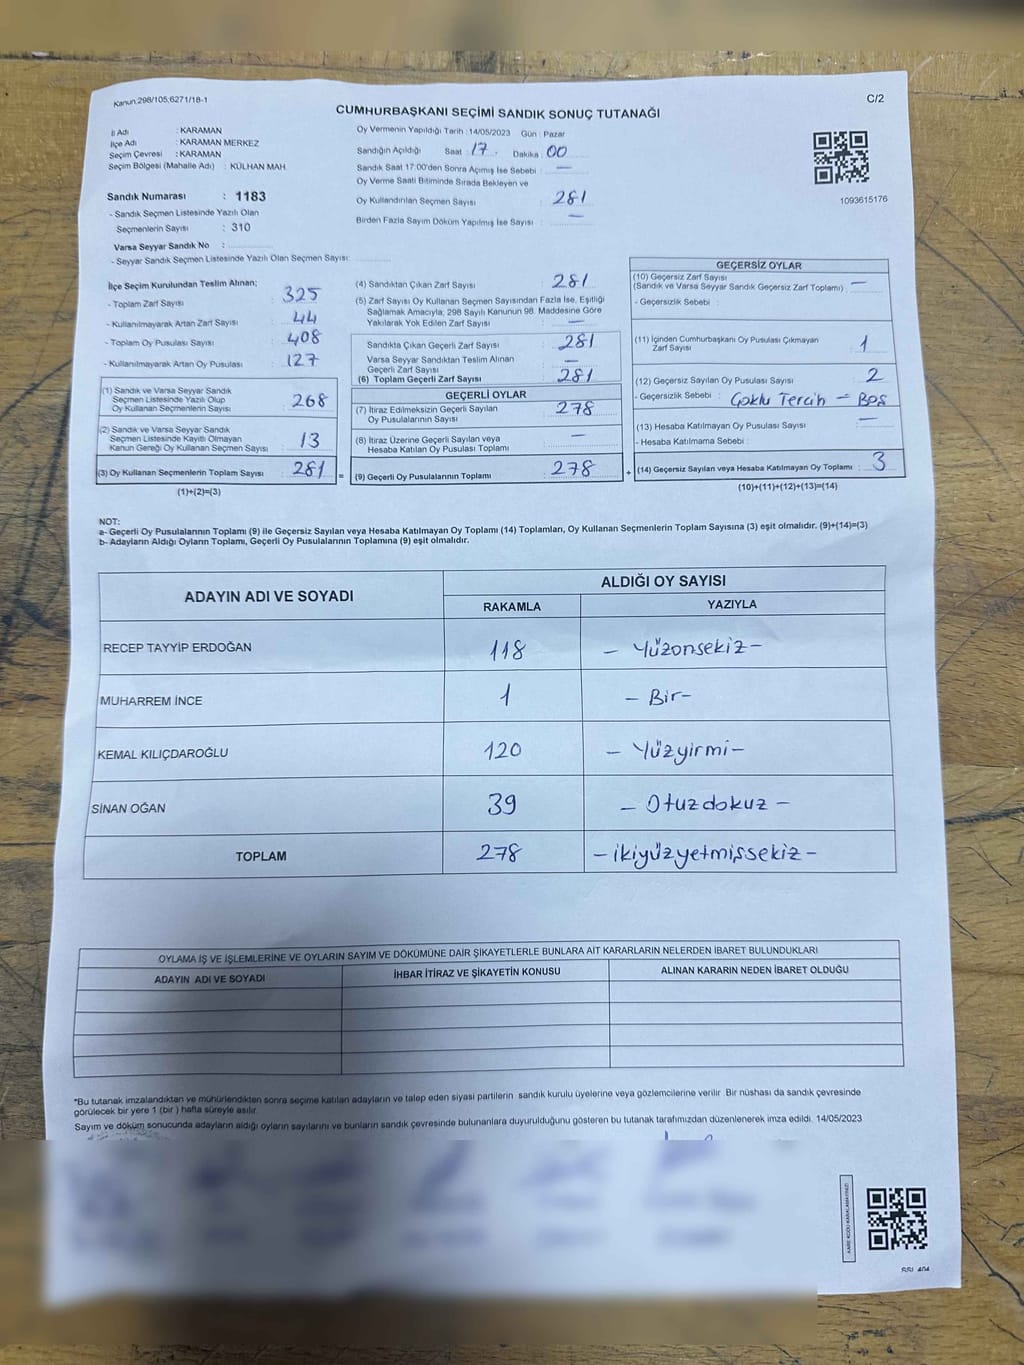 Kanun:298/105;6271/18-1
C/2
CUMHURBAŞKANI SEÇİMİ SANDIK SONUÇ TUTANAĞI
İl Adı : KARAMAN
İlçe Adı : KARAMAN MERKEZ
Seçim Çevresi : KARAMAN
Seçim Bölgesi (Mahalle Adı) : KÜLHAN MAH.
Sandık Numarası : 1183
- Sandık Seçmen Listesinde Yazılı Olan
Seçmenlerin Sayısı : 310
Varsa Seyyar Sandık No :
- Seyyar Sandık Seçmen Listesinde Yazılı Olan Seçmen Sayısı:
Oy Vermenin Yapıldığı Tarih :14/05/2023 Gün : Pazar
Sandığın Açıldığı Saat : 17 . Dakika : 00
Sandık Saat 17:00'den Sonra Açımış İse Sebebi : —
Oy Verme Saati Bitiminde Sırada Bekleyen ve
Oy Kullandırılan Seçmen Sayısı : 281
Birden Fazla Sayım Döküm Yapılmış İse Sayısı : —
1093615176
İlçe Seçim Kurulundan Teslim Alınan;
- Toplam Zarf Sayısı : 325
- Kullanılmayarak Artan Zarf Sayısı : 44
- Toplam Oy Pusulası Sayısı : 408
- Kullanılmayarak Artan Oy Pusulası : 127
(1) Sandık ve Varsa Seyyar Sandık
Seçmen Listesinde Yazılı Olup
Oy Kullanan Seçmenlerin Sayısı : 268
(2) Sandık ve Varsa Seyyar Sandık
Seçmen Listesinde Kayıtlı Olmayan
Kanun Gereği Oy Kullanan Seçmen Sayısı : 13
(3) Oy Kullanan Seçmenlerin Toplam Sayısı : 281 =
(1)+(2)=(3)
(4) Sandıktan Çıkan Zarf Sayısı : 281
(5) Zarf Sayısı Oy Kullanan Seçmen Sayısından Fazla İse, Eşitliği
Sağlamak Amacıyla; 298 Sayılı Kanunun 98. Maddesine Göre
Yakılarak Yok Edilen Zarf Sayısı : —
Sandıkta Çıkan Geçerli Zarf Sayısı : 281
Varsa Seyyar Sandıktan Teslim Alınan
Geçerli Zarf Sayısı : —
(6) Toplam Geçerli Zarf Sayısı : 281
GEÇERLİ OYLAR
(7) İtiraz Edilmeksizin Geçerli Sayılan
Oy Pusulasının Sayısı : 278
(8) İtiraz Üzerine Geçerli Sayılan veya
Hesaba Katılan Oy Pusulası Toplamı : —
(9) Geçerli Oy Pusulalarının Toplamı : 278 +
GEÇERSİZ OYLAR
(10) Geçersiz Zarf Sayısı
(Sandık ve Varsa Seyyar Sandık Geçersiz Zarf Toplamı) : —
- Geçersizlik Sebebi :
(11) İçinden Cumhurbaşkanı Oy Pusulası Çıkmayan
Zarf Sayısı : 1
(12) Geçersiz Sayılan Oy Pusulası Sayısı : 2
- Geçersizlik Sebebi : Çoklu Tercih — Boş
(13) Hesaba Katılmayan Oy Pusulası Sayısı : —
- Hesaba Katılmama Sebebi :
(14) Geçersiz Sayılan veya Hesaba Katılmayan Oy Toplamı : 3
(10)+(11)+(12)+(13)=(14)
NOT:
a- Geçerli Oy Pusulalarının Toplamı (9) ile Geçersiz Sayılan veya Hesaba Katılmayan Oy Toplamı (14) Toplamları, Oy Kullanan Seçmenlerin Toplam Sayısına (3) eşit olmalıdır. (9)+(14)=(3)
b- Adayların Aldığı Oyların Toplamı, Geçerli Oy Pusulalarının Toplamına (9) eşit olmalıdır.
ADAYIN ADI VE SOYADI
ALDIĞI OY SAYISI
RAKAMLA YAZIYLA
RECEP TAYYİP ERDOĞAN 118 - Yüzonsekiz -
MUHARREM İNCE 1 - Bir -
KEMAL KILIÇDAROĞLU 120 - Yüzyirmi -
SİNAN OĞAN 39 - Otuzdokuz -
TOPLAM 278 - ikiyüzyetmişsekiz -
OYLAMA İŞ VE İŞLEMLERİNE VE OYLARIN SAYIM VE DÖKÜMÜNE DAİR ŞİKAYETLERLE BUNLARA AİT KARARLARIN NELERDEN İBARET BULUNDUKLARI
ADAYIN ADI VE SOYADI İHBAR İTİRAZ VE ŞİKAYETİN KONUSU ALINAN KARARIN NEDEN İBARET OLDUĞU
*Bu tutanak imzalandıktan ve mühürlendikten sonra seçime katılan adayların ve talep eden siyasi partilerin sandık kurulu üyelerine veya gözlemcilerine verilir. Bir nüshası da sandık çevresinde
görülecek bir yere 1 (bir ) hafta süreyle asılır.
Sayım ve döküm sonucunda adayların aldığı oyların sayılarını ve bunların sandık çevresinde bulunanlara duyurulduğunu gösteren bu tutanak tarafımızdan düzenlenerek imza edildi. 14/05/2023